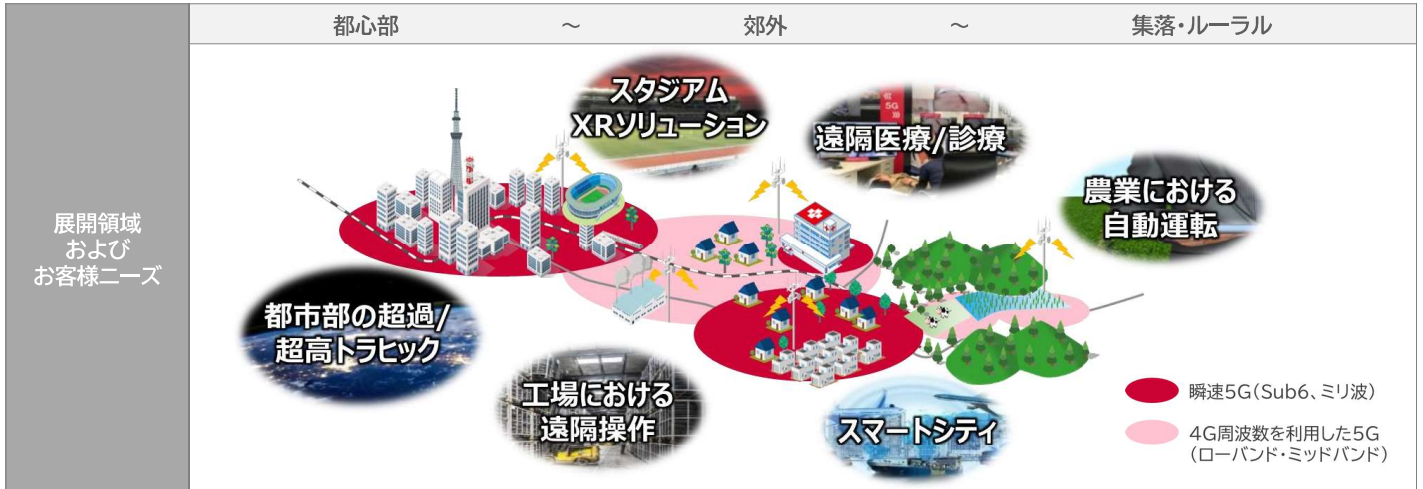 都心部 ～ 郊外 ～ 集落・ルーラル
展開領域
および
お客様ニーズ
スタジアム
XRソリューション
5G
遠隔医療/診療
農業における
自動運転
都市部の超過/
超高トラヒック
工場における
遠隔操作
スマートシティ
瞬速5G(Sub6、ミリ波)
4G周波数を利用した5G
(ローバンド・ミッドバンド)